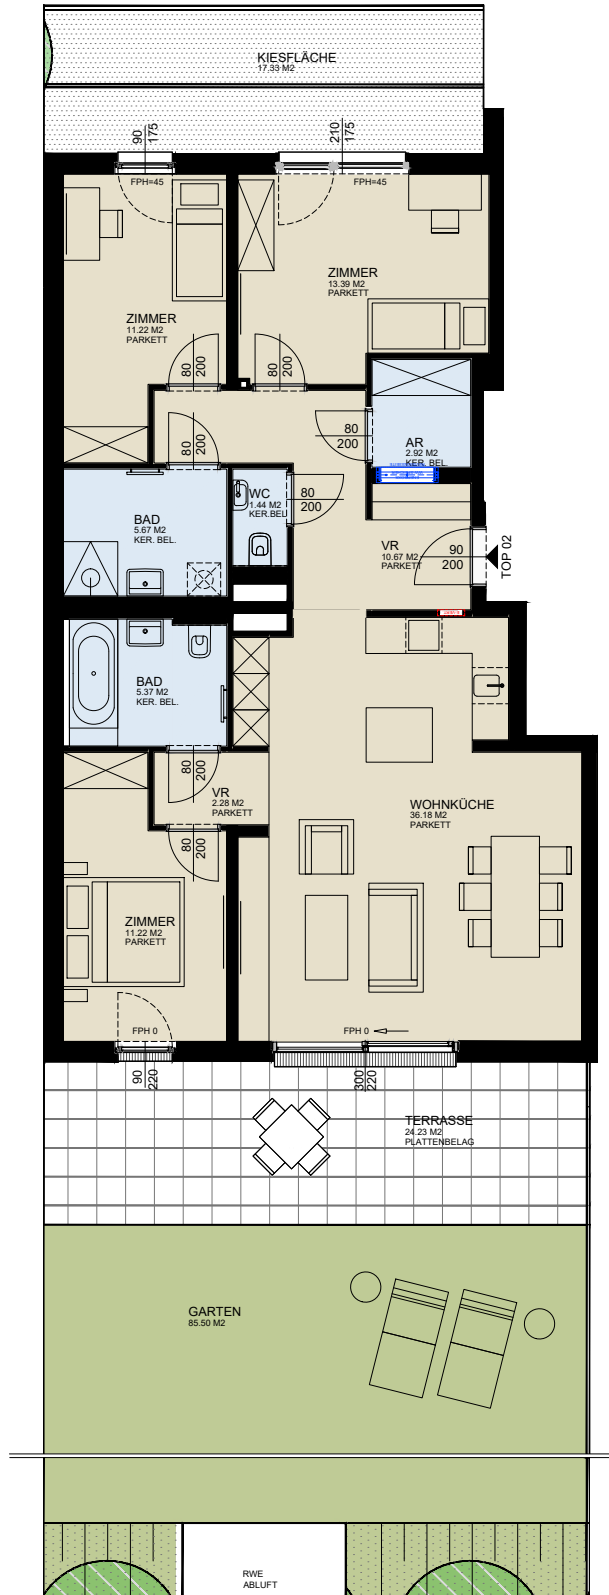 KIESFLÄCHE
17.33 M2
90
175
210
175
FPH=45
FPH=45
ZIMMER
13.39 M2
PARKETT
ZIMMER
11.22 M2
PARKETT
80
200
80
200
80
200
80
200
AR
2.92 M2
KER. BEL.
WC
1.44 M2
KER.BEL
80
200
BAD
5.67 M2
KER. BEL.
VR
10.67 M2
PARKETT
90
200
TOP 02
BAD
5.37 M2
KER. BEL.
80
200
VR
2.28 M2
PARKETT
WOHNKÜCHE
36.18 M2
PARKETT
80
200
ZIMMER
11.22 M2
PARKETT
FPH 0
FPH 0
90
220
300
220
TERRASSE
24.23 M2
PLATTENBELAG
GARTEN
85.50 M2
RWE
ABLUFT